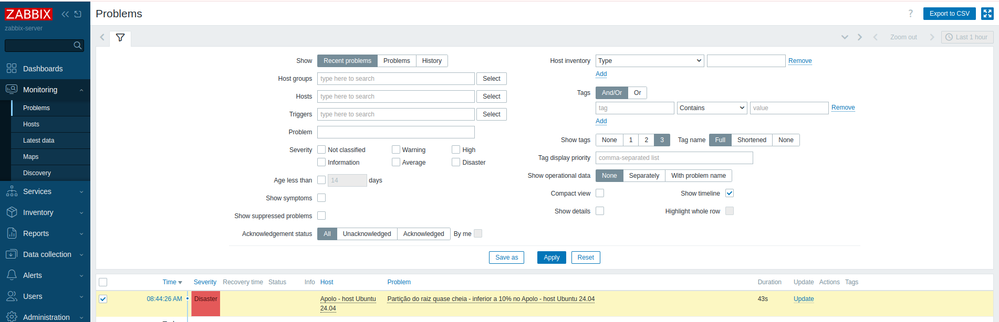 ZABBIX
zabbix-server
Dashboards
Monitoring
Problems
Hosts
Latest data
Maps
Discovery
Services
Inventory
Reports
Data collection
Alerts
Users
Administration
Problems
? Export to CSV
Zoom out Last 1 hour
Show Recent problems Problems History
Host groups type here to search Select
Hosts type here to search Select
Triggers type here to search Select
Problem
Severity Not classified Warning High
Information Average Disaster
Age less than 14 days
Show symptoms
Show suppressed problems
Acknowledgement status All Unacknowledged Acknowledged By me
Host inventory Type Remove
Add
Tags And/Or Or
tag Contains value Remove
Add
Show tags None 1 2 3 Tag name Full Shortened None
Tag display priority comma-separated list
Show operational data None Separately With problem name
Compact view Show timeline
Show details Highlight whole row
Save as Apply Reset
Time Severity Recovery time Status Info Host Problem Duration Update Actions Tags
08:44:26 AM Disaster Apolo - host Ubuntu Partição do raiz quase cheia - inferior a 10% no Apolo - host Ubuntu 24.04 43s Update
24.04